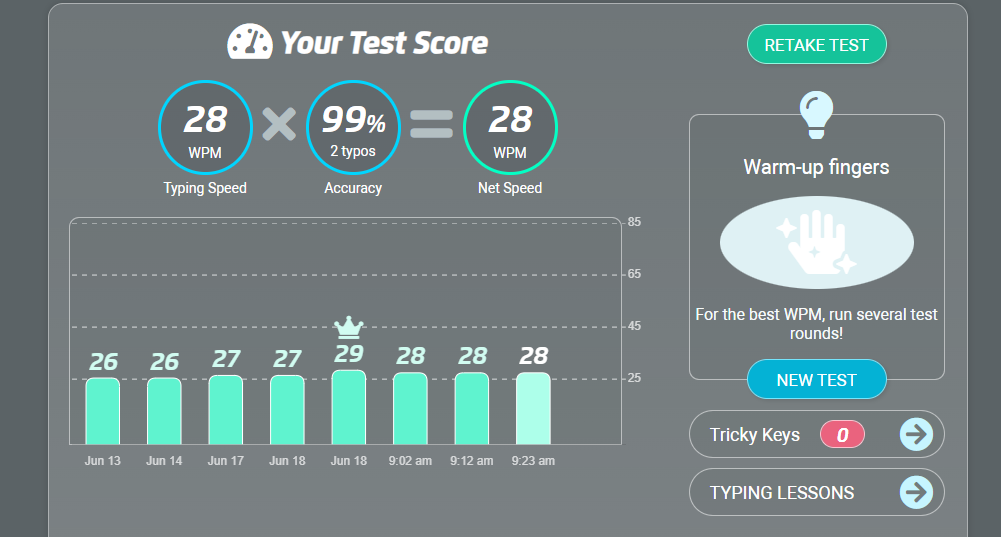 Your Test Score
28
WPM
Typing Speed
99%
2 typos
Accuracy
28
WPM
Net Speed
85
65
45
25
26
26
27
27
29
28
28
28
Jun 13
Jun 14
Jun 17
Jun 18
Jun 18
9:02 am
9:12 am
9:23 am
RETAKE TEST
Warm-up fingers
For the best WPM, run several test
rounds!
NEW TEST
Tricky Keys 0
TYPING LESSONS